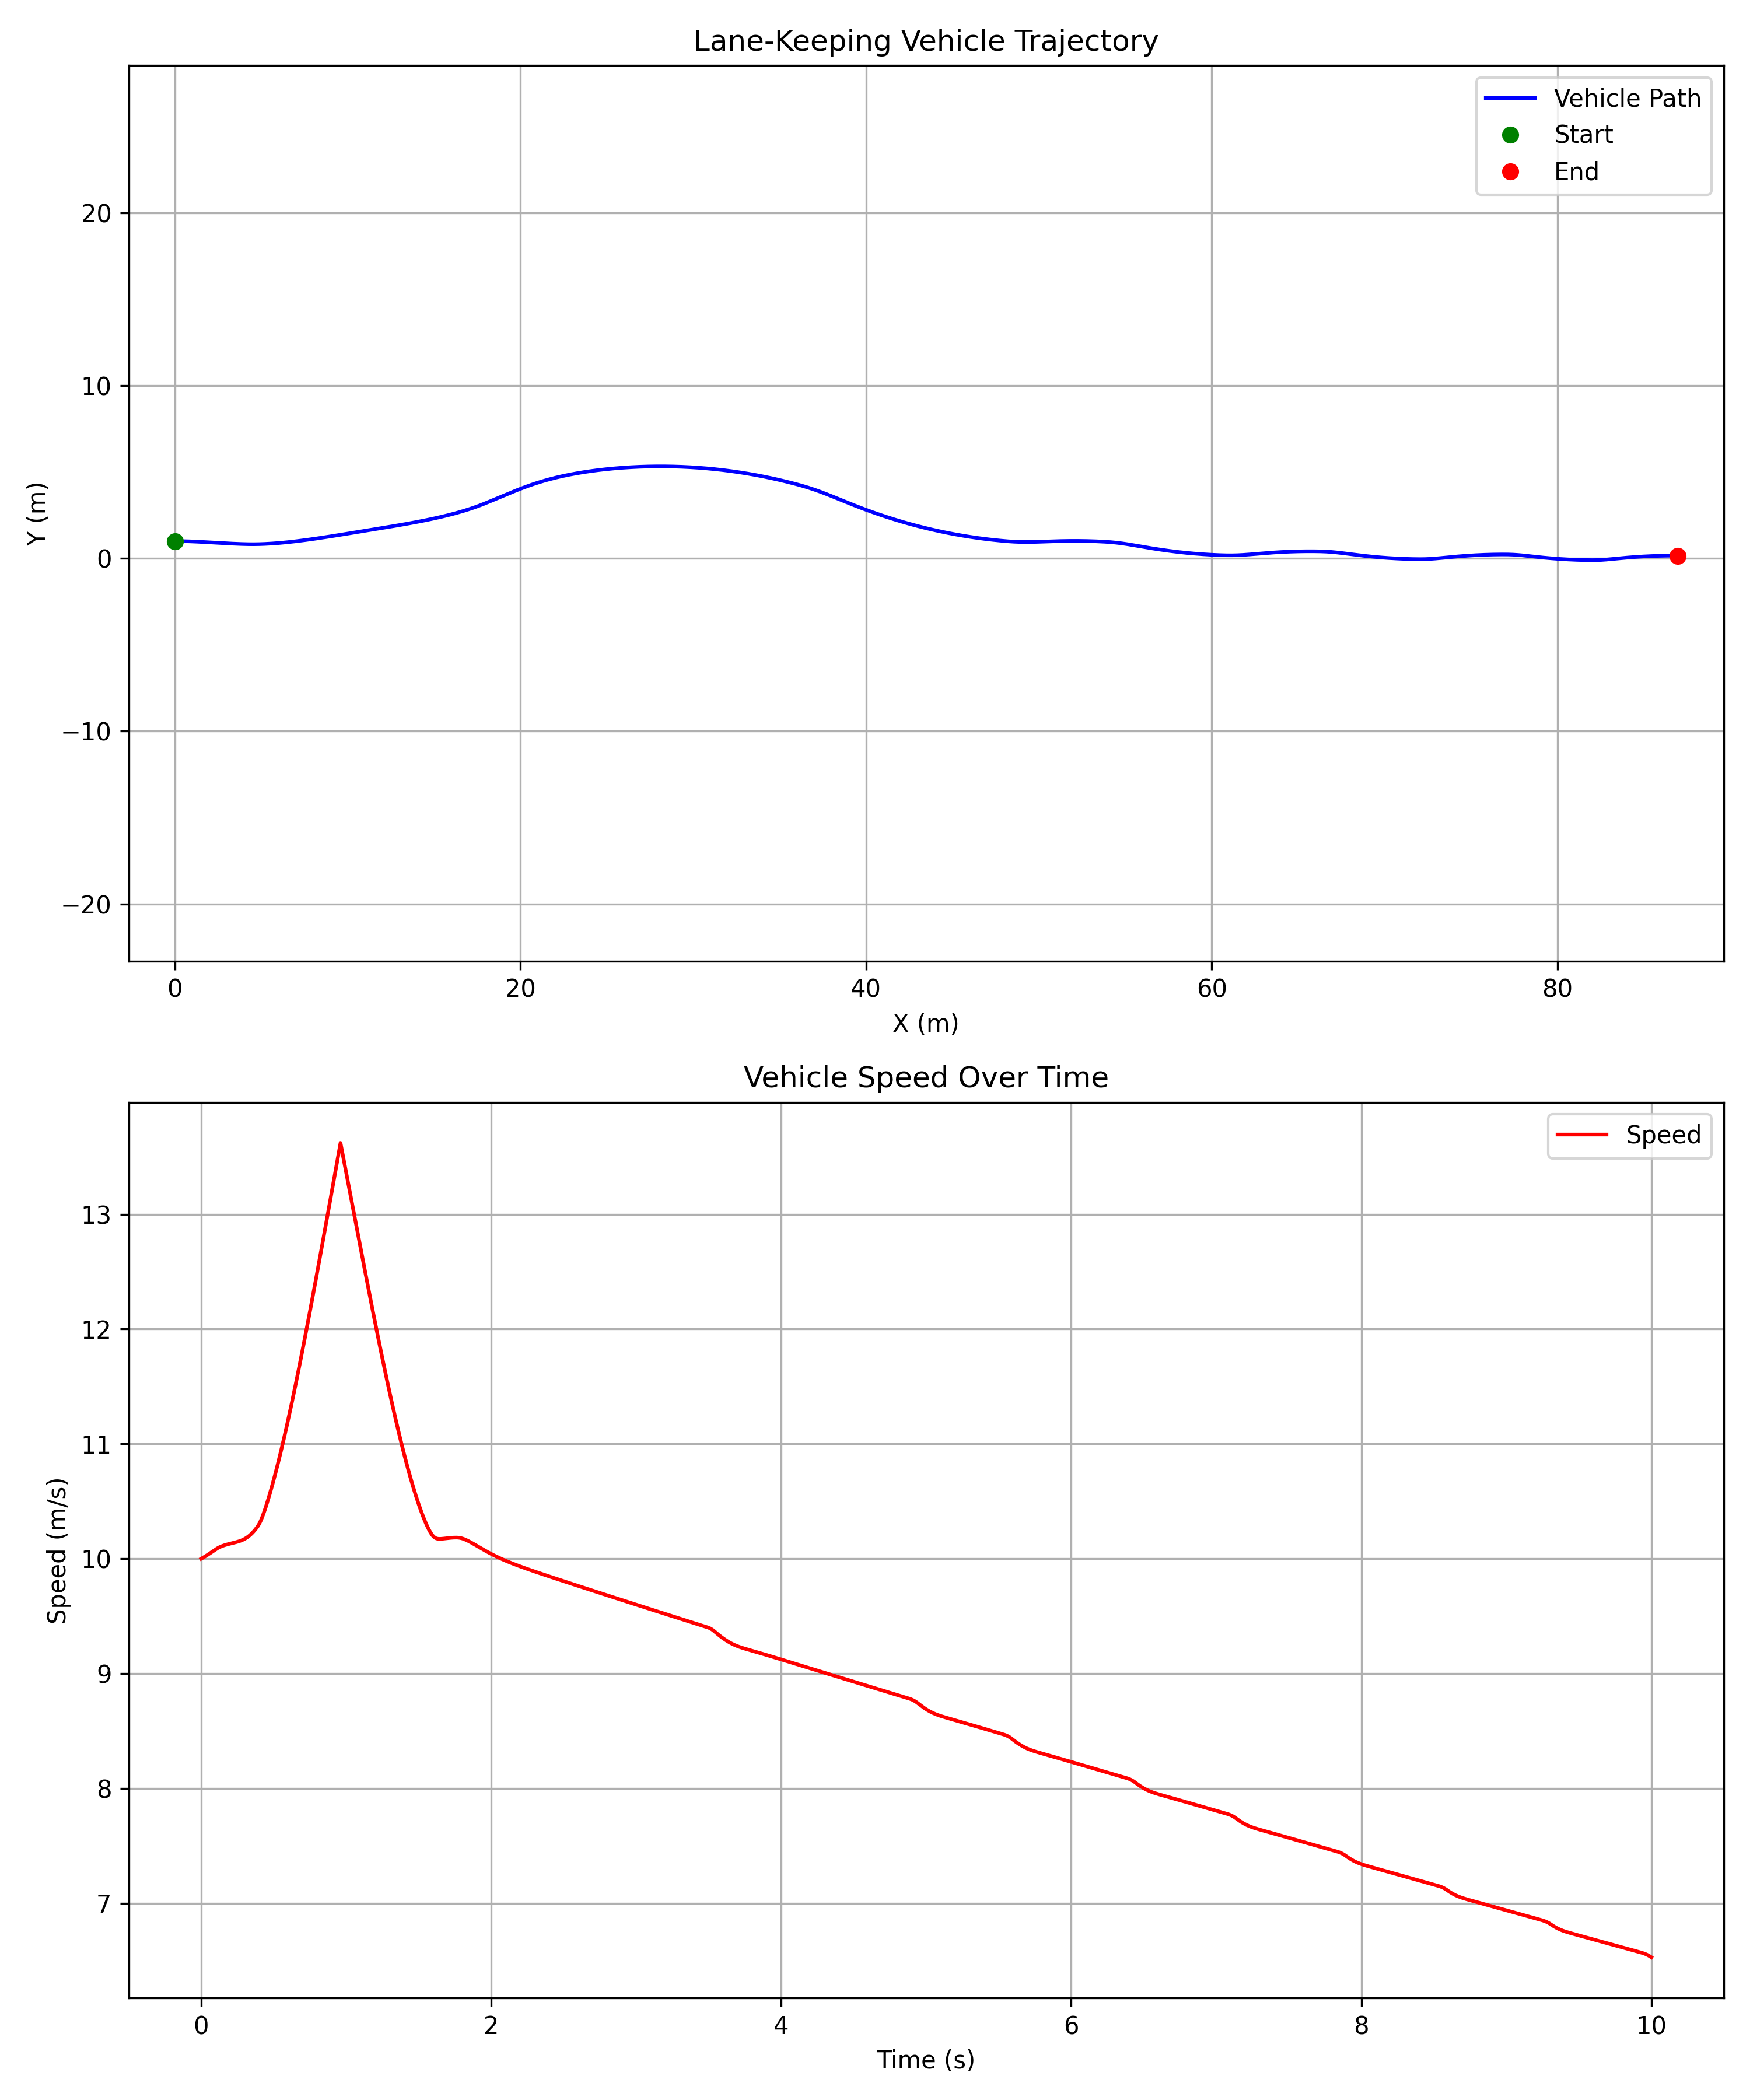 Lane-Keeping Vehicle Trajectory
Vehicle Path
Start
End
20
10
0
−10
−20
Y (m)
0
20
40
60
80
X (m)
Vehicle Speed Over Time
Speed
13
12
11
10
9
8
7
Speed (m/s)
0
2
4
6
8
10
Time (s)